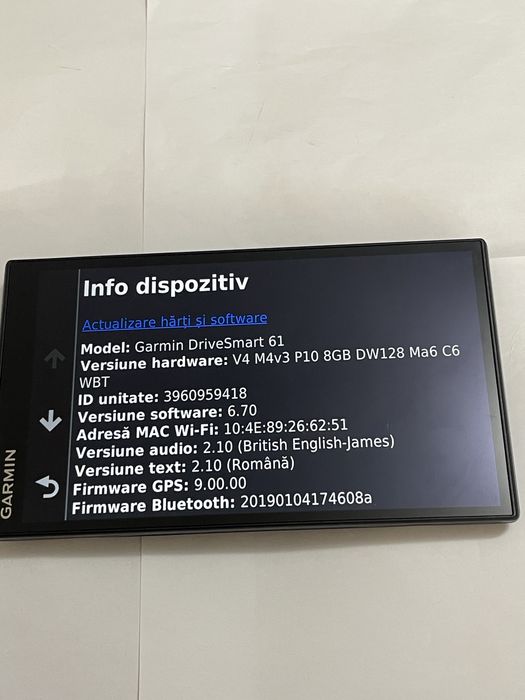 Info dispozitiv
Actualizare hărți și software
Model: Garmin DriveSmart 61
Versiune hardware: V4 M4v3 P10 8GB DW128 Ma6 C6
WBT
ID unitate: 3960959418
Versiune software: 6.70
Adresă MAC Wi-Fi: 10:4E:89:26:62:51
Versiune audio: 2.10 (British English-James)
Versiune text: 2.10 (Română)
Firmware GPS: 9.00.00
Firmware Bluetooth: 20190104174608a
GARMIN